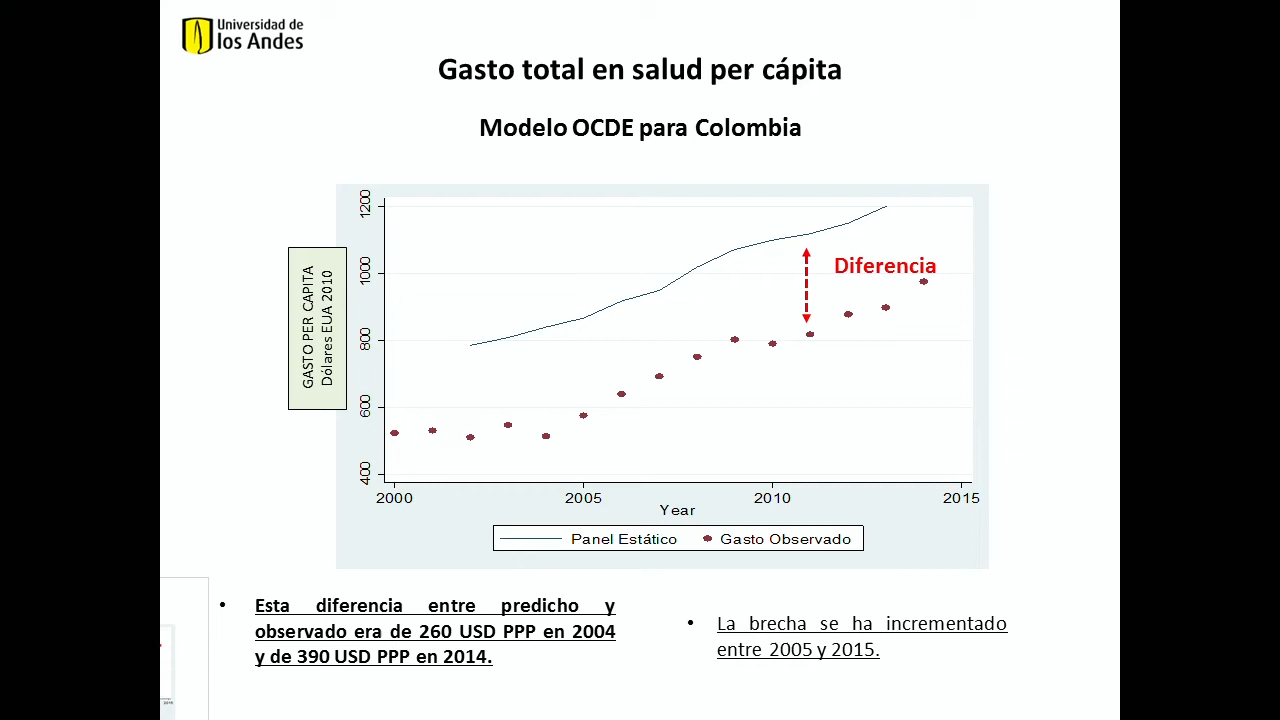 Universidad de
los Andes
Gasto total en salud per cápita
Modelo OCDE para Colombia
GASTO PER CAPITA
Dólares EUA 2010
1200
1000
800
600
400
Diferencia
2000 2005 2010 2015
Year
Panel Estático Gasto Observado
• Esta diferencia entre predicho y
observado era de 260 USD PPP en 2004
y de 390 USD PPP en 2014.
• La brecha se ha incrementado
entre 2005 y 2015.